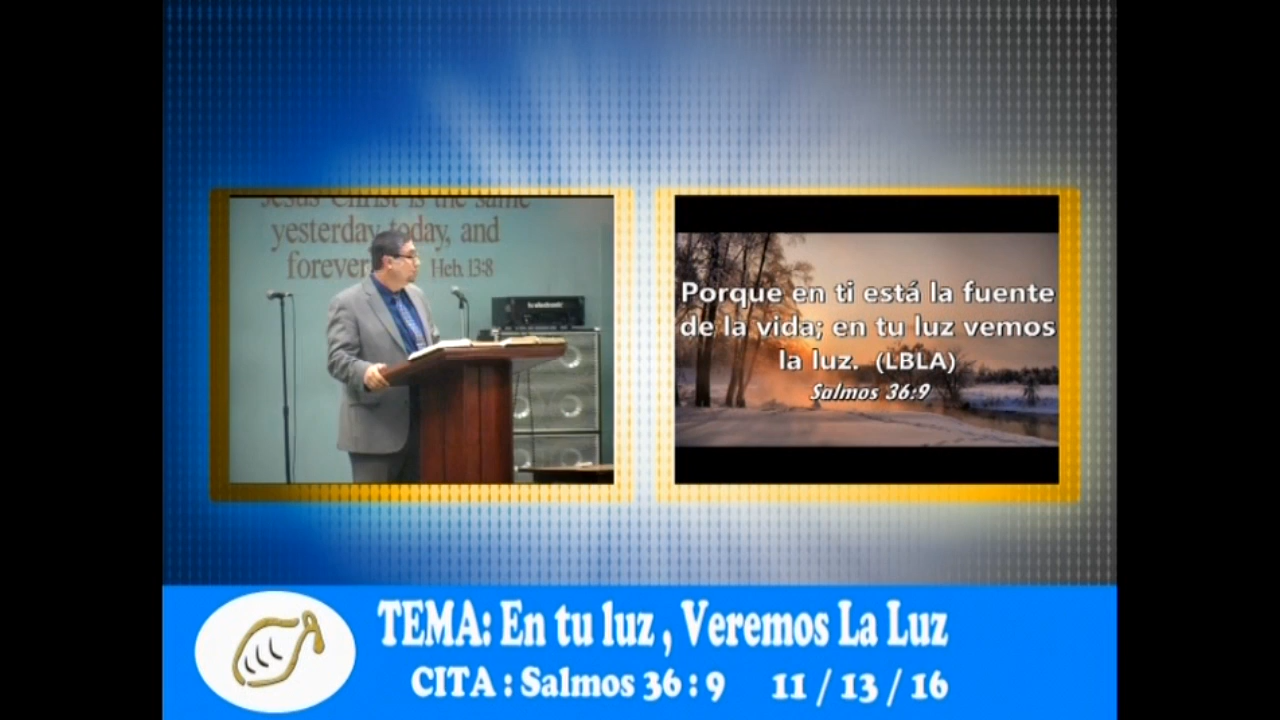 Jesus Christ is the same
yesterday today, and
forever Heb. 13:8
Porque en ti está la fuente
de la vida; en tu luz vemos
la luz. (LBLA)
Salmos 36:9
TEMA: En tu luz , Veremos La Luz
CITA : Salmos 36 : 9 11 / 13 / 16